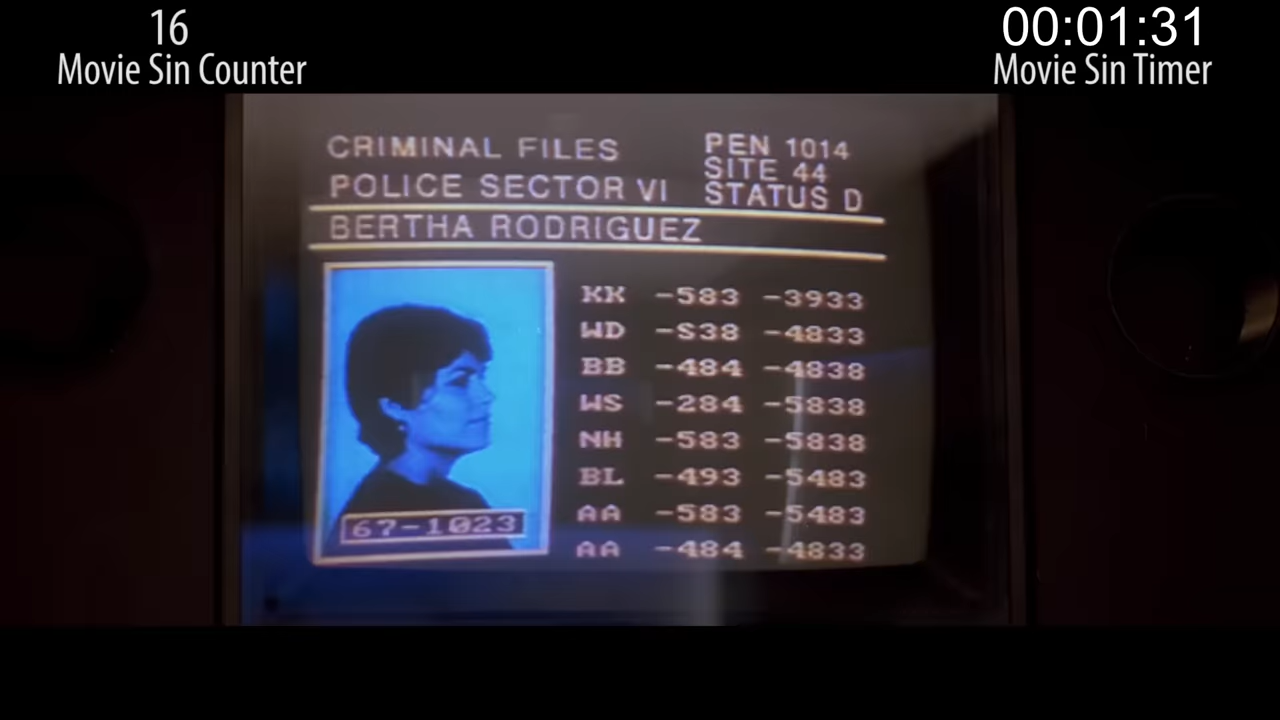 16
Movie Sin Counter
00:01:31
Movie Sin Timer
CRIMINAL FILES
POLICE SECTOR VI
PEN 1014
SITE 44
STATUS D
BERTHA RODRIGUEZ
KK -583 -3933
WD -S38 -4833
BB -484 -4838
WS -284 -5838
NH -583 -5838
BL -493 -5483
AA -583 -5483
AA -484 -4833
67-1023